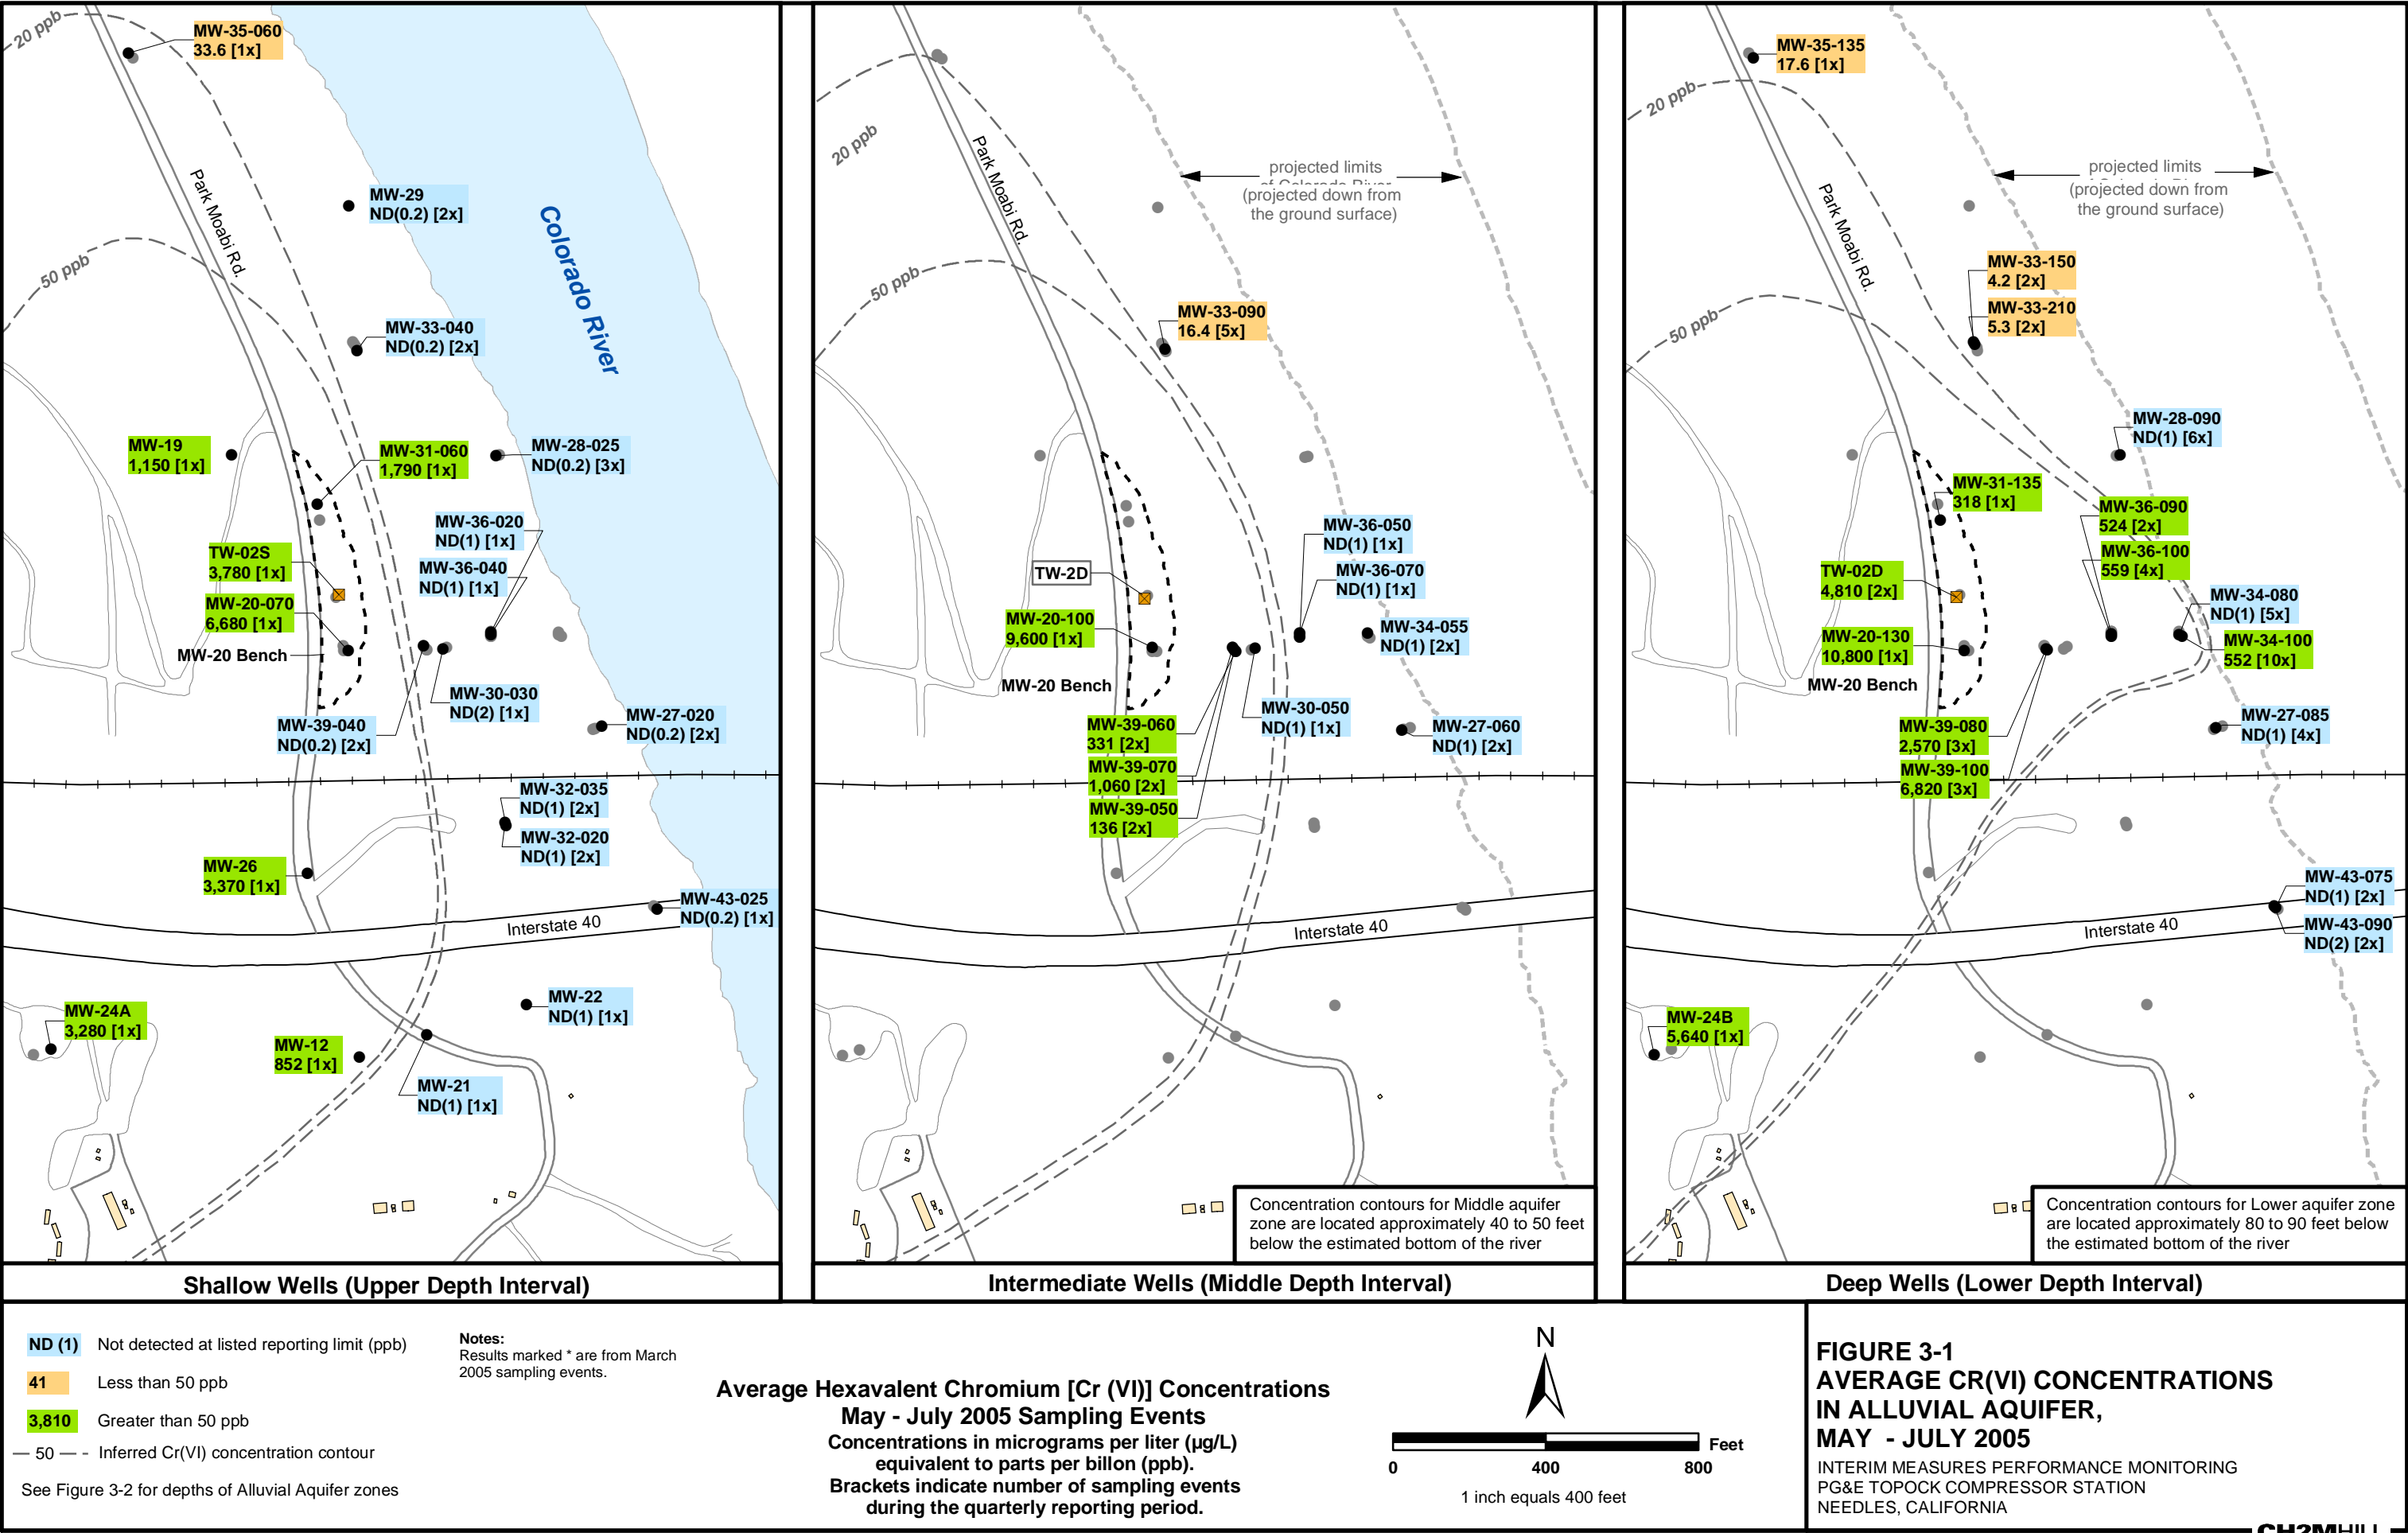 20 ppb
MW-35-060
33.6 [1x]
Park Moabi Rd.
MW-29
ND(0.2) [2x]
Colorado River
50 ppb
MW-33-040
ND(0.2) [2x]
MW-19
1,150 [1x]
MW-31-060
1,790 [1x]
MW-28-025
ND(0.2) [3x]
MW-36-020
ND(1) [1x]
TW-02S
3,780 [1x]
MW-36-040
ND(1) [1x]
MW-20-070
6,680 [1x]
MW-20 Bench
MW-30-030
ND(2) [1x]
MW-39-040
ND(0.2) [2x]
MW-27-020
ND(0.2) [2x]
MW-32-035
ND(1) [2x]
MW-32-020
ND(1) [2x]
MW-26
3,370 [1x]
MW-43-025
ND(0.2) [1x]
Interstate 40
MW-22
ND(1) [1x]
MW-24A
3,280 [1x]
MW-12
852 [1x]
MW-21
ND(1) [1x]
Shallow Wells (Upper Depth Interval)
20 ppb
Park Moabi Rd.
projected limits
of Colorado River
(projected down from
the ground surface)
50 ppb
MW-33-090
16.4 [5x]
MW-36-050
ND(1) [1x]
TW-2D
MW-36-070
ND(1) [1x]
MW-20-100
9,600 [1x]
MW-34-055
ND(1) [2x]
MW-20 Bench
MW-30-050
ND(1) [1x]
MW-39-060
331 [2x]
MW-27-060
ND(1) [2x]
MW-39-070
1,060 [2x]
MW-39-050
136 [2x]
Interstate 40
Concentration contours for Middle aquifer
zone are located approximately 40 to 50 feet
below the estimated bottom of the river
Intermediate Wells (Middle Depth Interval)
MW-35-135
17.6 [1x]
20 ppb
Park Moabi Rd.
projected limits
(projected down from
the ground surface)
MW-33-150
4.2 [2x]
MW-33-210
5.3 [2x]
50 ppb
MW-28-090
ND(1) [6x]
MW-31-135
318 [1x]
MW-36-090
524 [2x]
MW-36-100
559 [4x]
TW-02D
4,810 [2x]
MW-34-080
ND(1) [5x]
MW-20-130
10,800 [1x]
MW-34-100
552 [10x]
MW-20 Bench
MW-39-080
2,570 [3x]
MW-27-085
ND(1) [4x]
MW-39-100
6,820 [3x]
MW-43-075
ND(1) [2x]
MW-43-090
ND(2) [2x]
Interstate 40
MW-24B
5,640 [1x]
Concentration contours for Lower aquifer zone
are located approximately 80 to 90 feet below
the estimated bottom of the river
Deep Wells (Lower Depth Interval)
ND (1) Not detected at listed reporting limit (ppb)
41 Less than 50 ppb
3,810 Greater than 50 ppb
50 Inferred Cr(VI) concentration contour
See Figure 3-2 for depths of Alluvial Aquifer zones
Notes:
Results marked * are from March
2005 sampling events.
Average Hexavalent Chromium [Cr (VI)] Concentrations
May - July 2005 Sampling Events
Concentrations in micrograms per liter (µg/L)
equivalent to parts per billon (ppb).
Brackets indicate number of sampling events
during the quarterly reporting period.
N
Feet
0 400 800
1 inch equals 400 feet
FIGURE 3-1
AVERAGE CR(VI) CONCENTRATIONS
IN ALLUVIAL AQUIFER,
MAY - JULY 2005
INTERIM MEASURES PERFORMANCE MONITORING
PG&E TOPOCK COMPRESSOR STATION
NEEDLES, CALIFORNIA
CH2MHILL